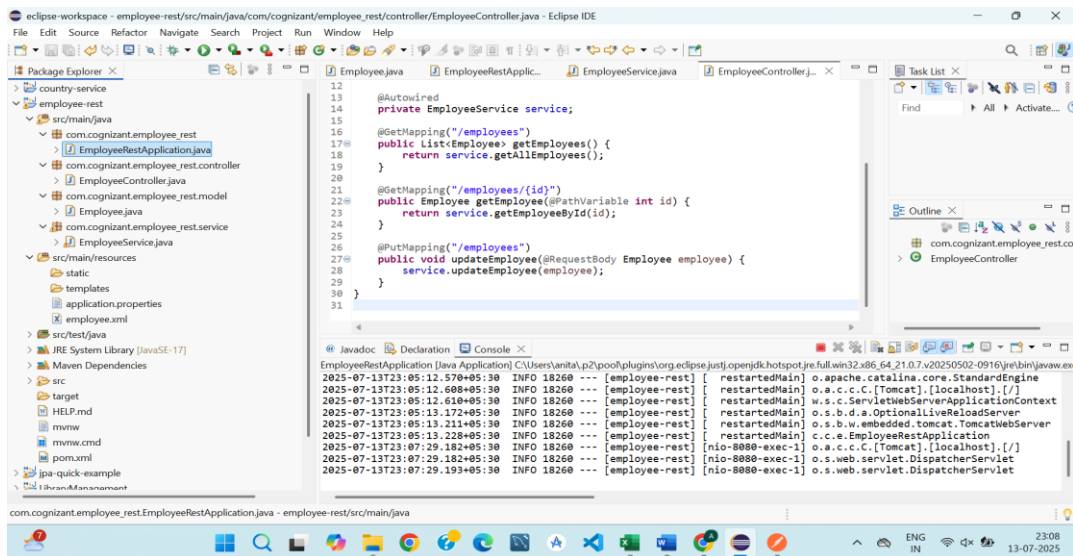 eclipse-workspace - employee-rest/src/main/java/com/cognizant/employee_rest/controller/EmployeeController.java - Eclipse IDE
File Edit Source Refactor Navigate Search Project Run Window Help
Package Explorer
country-service
employee-rest
src/main/java
com.cognizant.employee_rest
EmployeeRestApplication.java
com.cognizant.employee_rest.controller
EmployeeController.java
com.cognizant.employee_rest.model
Employee.java
com.cognizant.employee_rest.service
EmployeeService.java
src/main/resources
static
templates
application.properties
employee.xml
src/test/java
JRE System Library [JavaSE-17]
Maven Dependencies
src
target
HELP.md
mvnw
mvnw.cmd
pom.xml
jpa-quick-example
LibraryManagement
Employee.java EmployeeRestApplic... EmployeeService.java EmployeeController.j...
12
13 @Autowired
14 private EmployeeService service;
15
16 @GetMapping("/employees")
17 public List<Employee> getEmployees() {
18 return service.getAllEmployees();
19 }
20
21 @GetMapping("/employees/{id}")
22 public Employee getEmployee(@PathVariable int id) {
23 return service.getEmployeeById(id);
24 }
25
26 @PutMapping("/employees")
27 public void updateEmployee(@RequestBody Employee employee) {
28 service.updateEmployee(employee);
29 }
30 }
31
Task List
Find All Activate...
Outline
com.cognizant.employee_rest.co
EmployeeController
Javadoc Declaration Console
EmployeeRestApplication [Java Application] C:\Users\anita\.p2\pool\plugins\org.eclipse.justj.openjdk.hotspot.jre.full.win32.x86_64_21.0.7.v20250502-0916\jre\bin\javaw.exe
2025-07-13T23:05:12.570+05:30 INFO 18260 --- [employee-rest] [ restartedMain] o.apache.catalina.core.StandardEngine
2025-07-13T23:05:12.608+05:30 INFO 18260 --- [employee-rest] [ restartedMain] o.a.c.c.C.[Tomcat].[localhost].[/]
2025-07-13T23:05:12.610+05:30 INFO 18260 --- [employee-rest] [ restartedMain] w.s.c.ServletWebServerApplicationContext
2025-07-13T23:05:13.172+05:30 INFO 18260 --- [employee-rest] [ restartedMain] o.s.b.d.a.OptionalLiveReloadServer
2025-07-13T23:05:13.211+05:30 INFO 18260 --- [employee-rest] [ restartedMain] o.s.b.w.embedded.tomcat.TomcatWebServer
2025-07-13T23:05:13.228+05:30 INFO 18260 --- [employee-rest] [ restartedMain] c.c.e.EmployeeRestApplication
2025-07-13T23:07:29.182+05:30 INFO 18260 --- [employee-rest] [nio-8080-exec-1] o.a.c.c.C.[Tomcat].[localhost].[/]
2025-07-13T23:07:29.182+05:30 INFO 18260 --- [employee-rest] [nio-8080-exec-1] o.s.web.servlet.DispatcherServlet
2025-07-13T23:07:29.193+05:30 INFO 18260 --- [employee-rest] [nio-8080-exec-1] o.s.web.servlet.DispatcherServlet
com.cognizant.employee_rest.EmployeeRestApplication.java - employee-rest/src/main/java
ENG
IN
23:08
13-07-2025